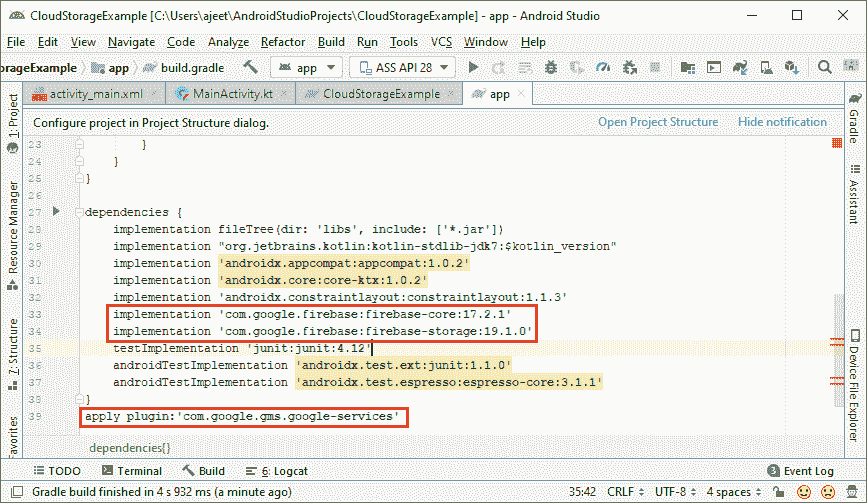 CloudStorageExample [C:\Users\ajeet\AndroidStudioProjects\CloudStorageExample] - app - Android Studio
File Edit View Navigate Code Analyze Refactor Build Run Tools VCS Window Help
orageExample app build.gradle app ASS API 28
activity_main.xml MainActivity.kt CloudStorageExample app
Configure project in Project Structure dialog. Open Project Structure Hide notification
23 }
24 }
25 }
26
27 dependencies {
28 implementation fileTree(dir: 'libs', include: ['*.jar'])
29 implementation "org.jetbrains.kotlin:kotlin-stdlib-jdk7:$kotlin_version"
30 implementation 'androidx.appcompat:appcompat:1.0.2'
31 implementation 'androidx.core:core-ktx:1.0.2'
32 implementation 'androidx.constraintlayout:constraintlayout:1.1.3'
33 implementation 'com.google.firebase:firebase-core:17.2.1'
34 implementation 'com.google.firebase:firebase-storage:19.1.0'
35 testImplementation 'junit:junit:4.12'
36 androidTestImplementation 'androidx.test.ext:junit:1.1.0'
37 androidTestImplementation 'androidx.test.espresso:espresso-core:3.1.1'
38 }
39 apply plugin:'com.google.gms.google-services'
dependencies{}
1: Project
Resource Manager
7: Structure
Favorites
Gradle
Assistant
Device File Explorer
TODO Terminal Build 6: Logcat 3 Event Log
Gradle build finished in 4 s 932 ms (a minute ago) 35:42 CRLF UTF-8 4 spaces